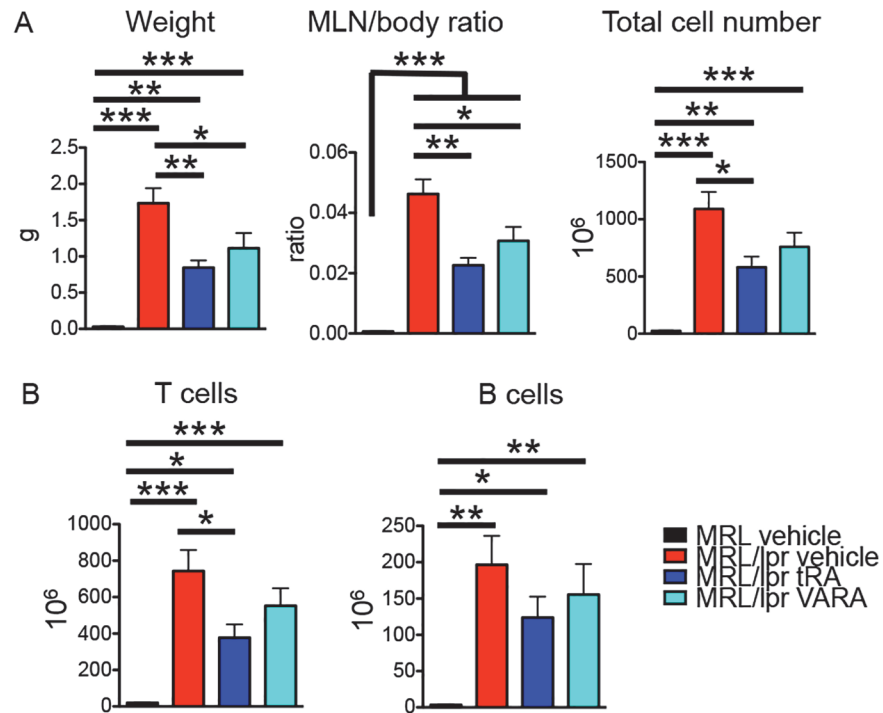 A Weight MLN/body ratio Total cell number
*** *** ***
** * **
*** * ** ***
** *
2.5 0.06 1500
2.0
1.5 0.04 1000
g ratio 10⁶
1.0 0.02 500
0.5
0.0 0.00 0
B T cells B cells
*** **
* *
*** **
*
1000 250
800 200
600 150
10⁶ 10⁶
400 100
200 50
0 0
MRL vehicle
MRL/lpr vehicle
MRL/lpr tRA
MRL/lpr VARA